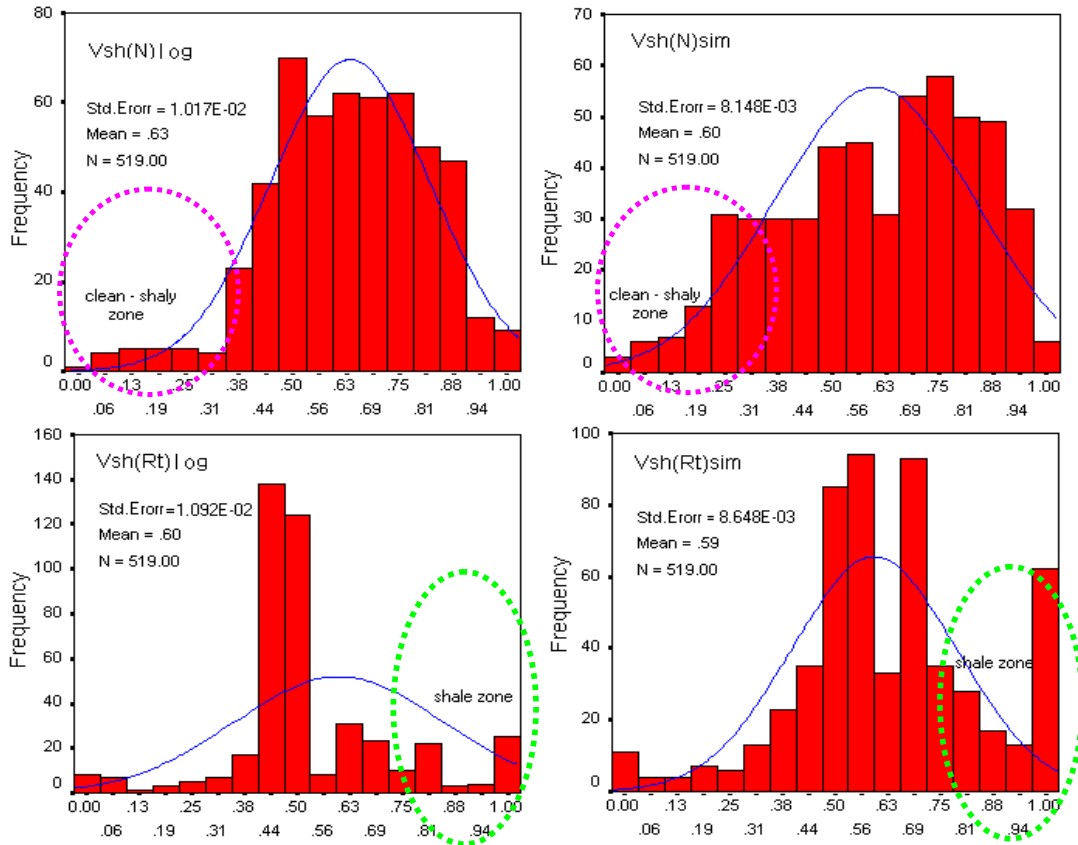 80
60
40
20
0
Frequency
Vsh(N)log
Std.Erorr = 1.017E-02
Mean = .63
N = 519.00
clean - shaly
zone
0.00 .13 .25 .38 .50 .63 .75 .88 1.00
.06 .19 .31 .44 .56 .69 .81 .94
70
60
50
40
30
20
10
0
Frequency
Vsh(N)sim
Std.Erorr = 8.148E-03
Mean = .60
N = 519.00
clean - shaly
zone
0.00 .13 .25 .38 .50 .63 .75 .88 1.00
.06 .19 .31 .44 .56 .69 .81 .94
160
140
120
100
80
60
40
20
0
Frequency
Vsh(Rt)log
Std.Erorr=1.092E-02
Mean = .60
N = 519.00
shale zone
0.00 .13 .25 .38 .50 .63 .75 .88 1.00
.06 .19 .31 .44 .56 .69 .81 .94
100
80
60
40
20
0
Frequency
Vsh(Rt)sim
Std.Erorr = 8.648E-03
Mean = .59
N = 519.00
shale zone
0.00 .13 .25 .38 .50 .63 .75 .88 1.00
.06 .19 .31 .44 .56 .69 .81 .94